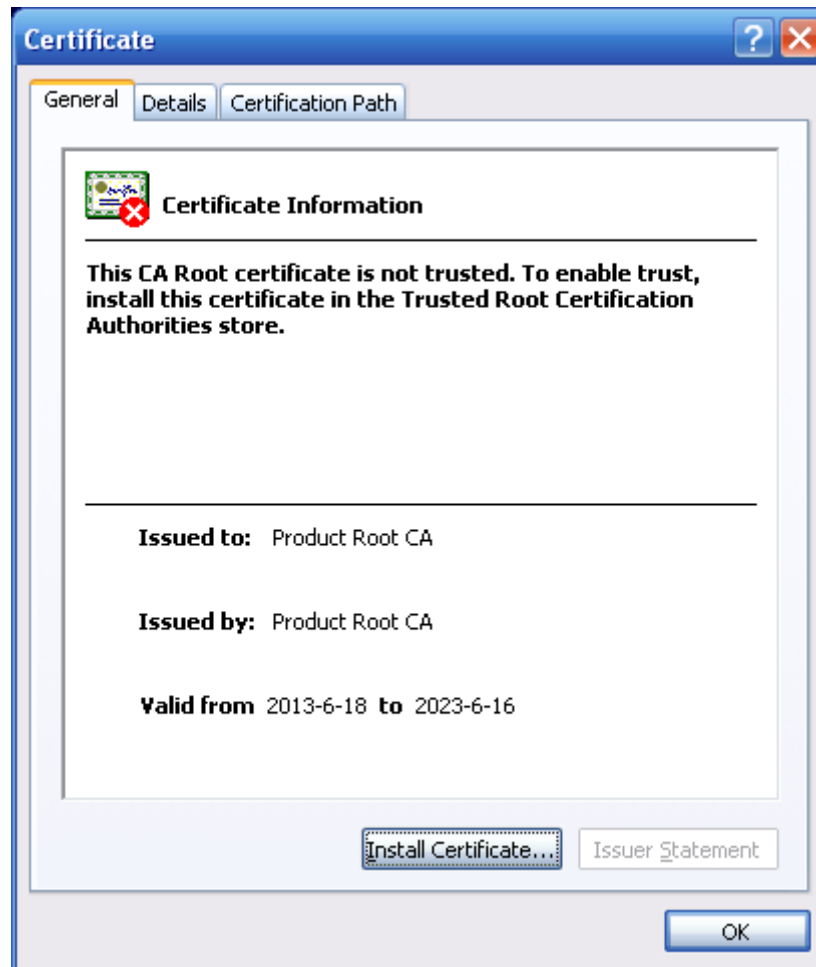 Certificate
General Details Certification Path
Certificate Information
This CA Root certificate is not trusted. To enable trust,
install this certificate in the Trusted Root Certification
Authorities store.
Issued to: Product Root CA
Issued by: Product Root CA
Valid from 2013-6-18 to 2023-6-16
Install Certificate... Issuer Statement
OK